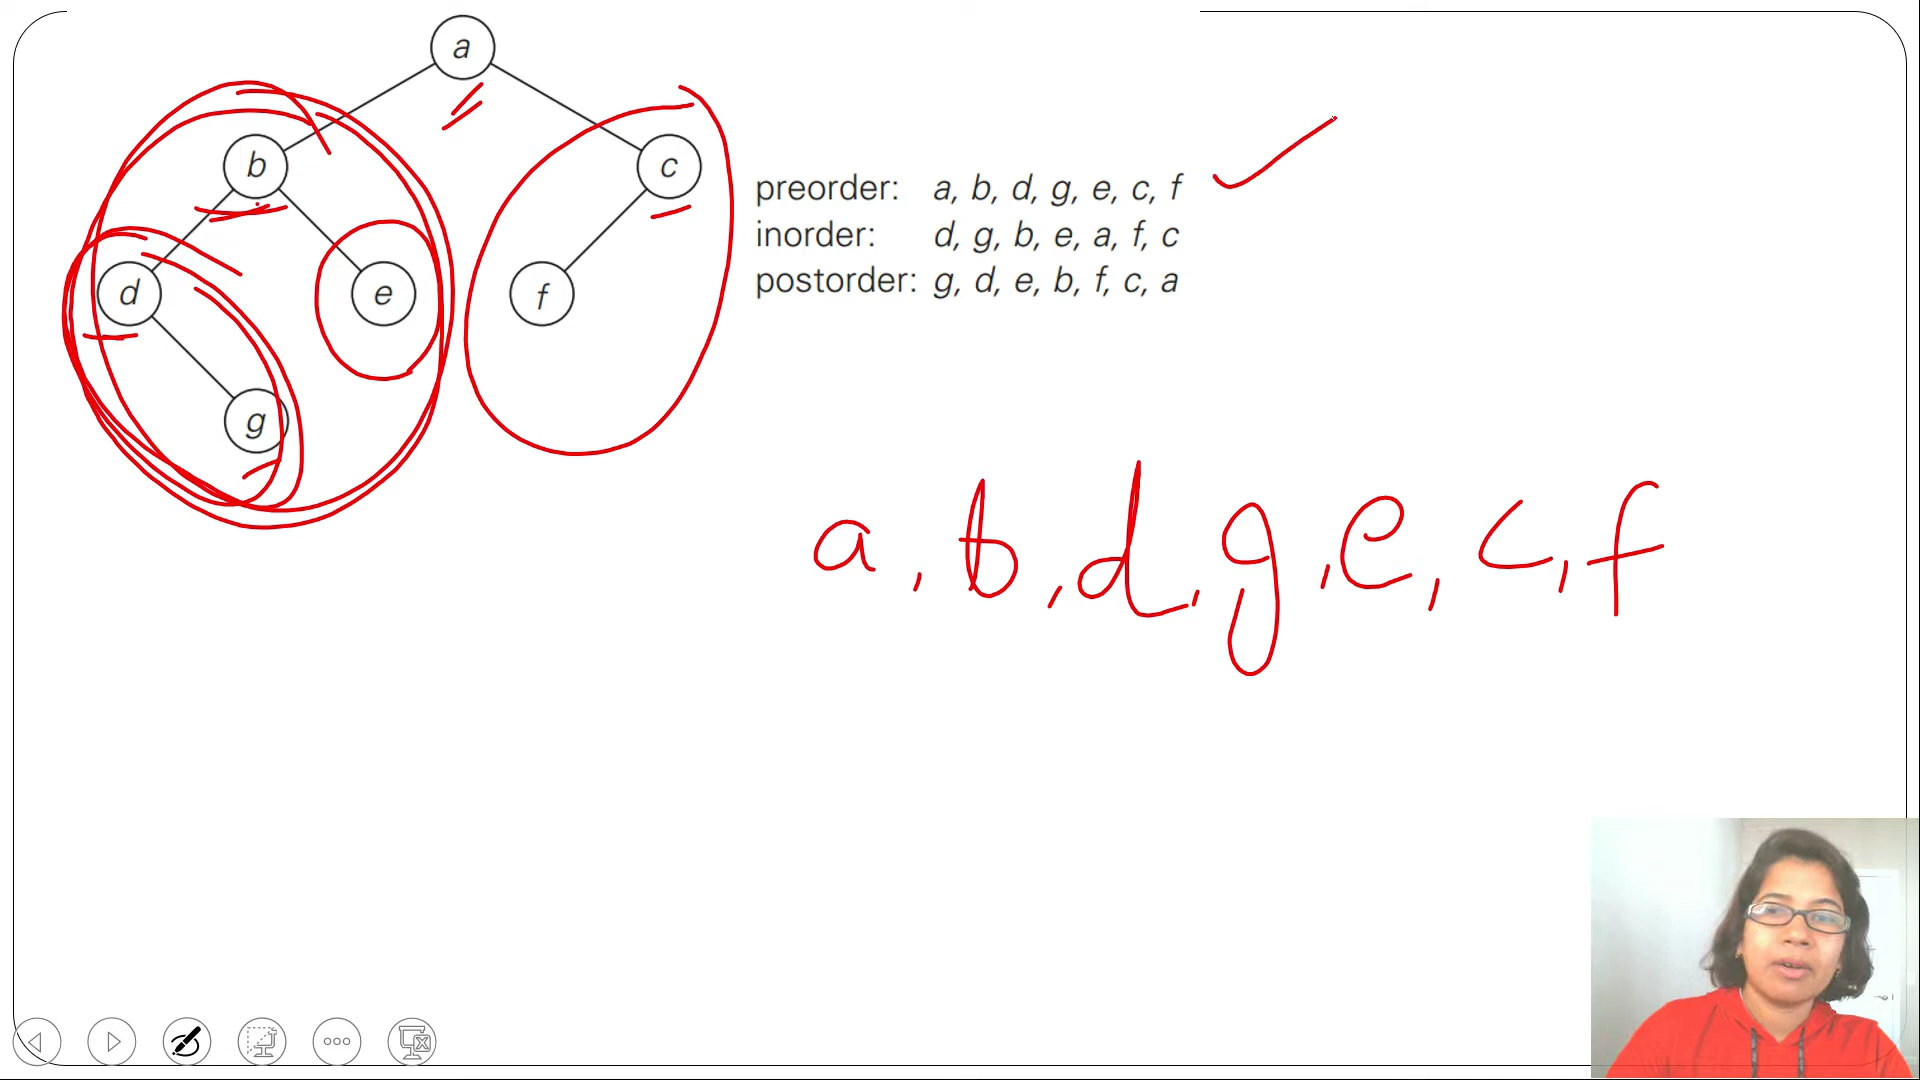 a
b
c
d
e
f
g
preorder: a, b, d, g, e, c, f
inorder: d, g, b, e, a, f, c
postorder: g, d, e, b, f, c, a
a, b, d, g, e, c, f